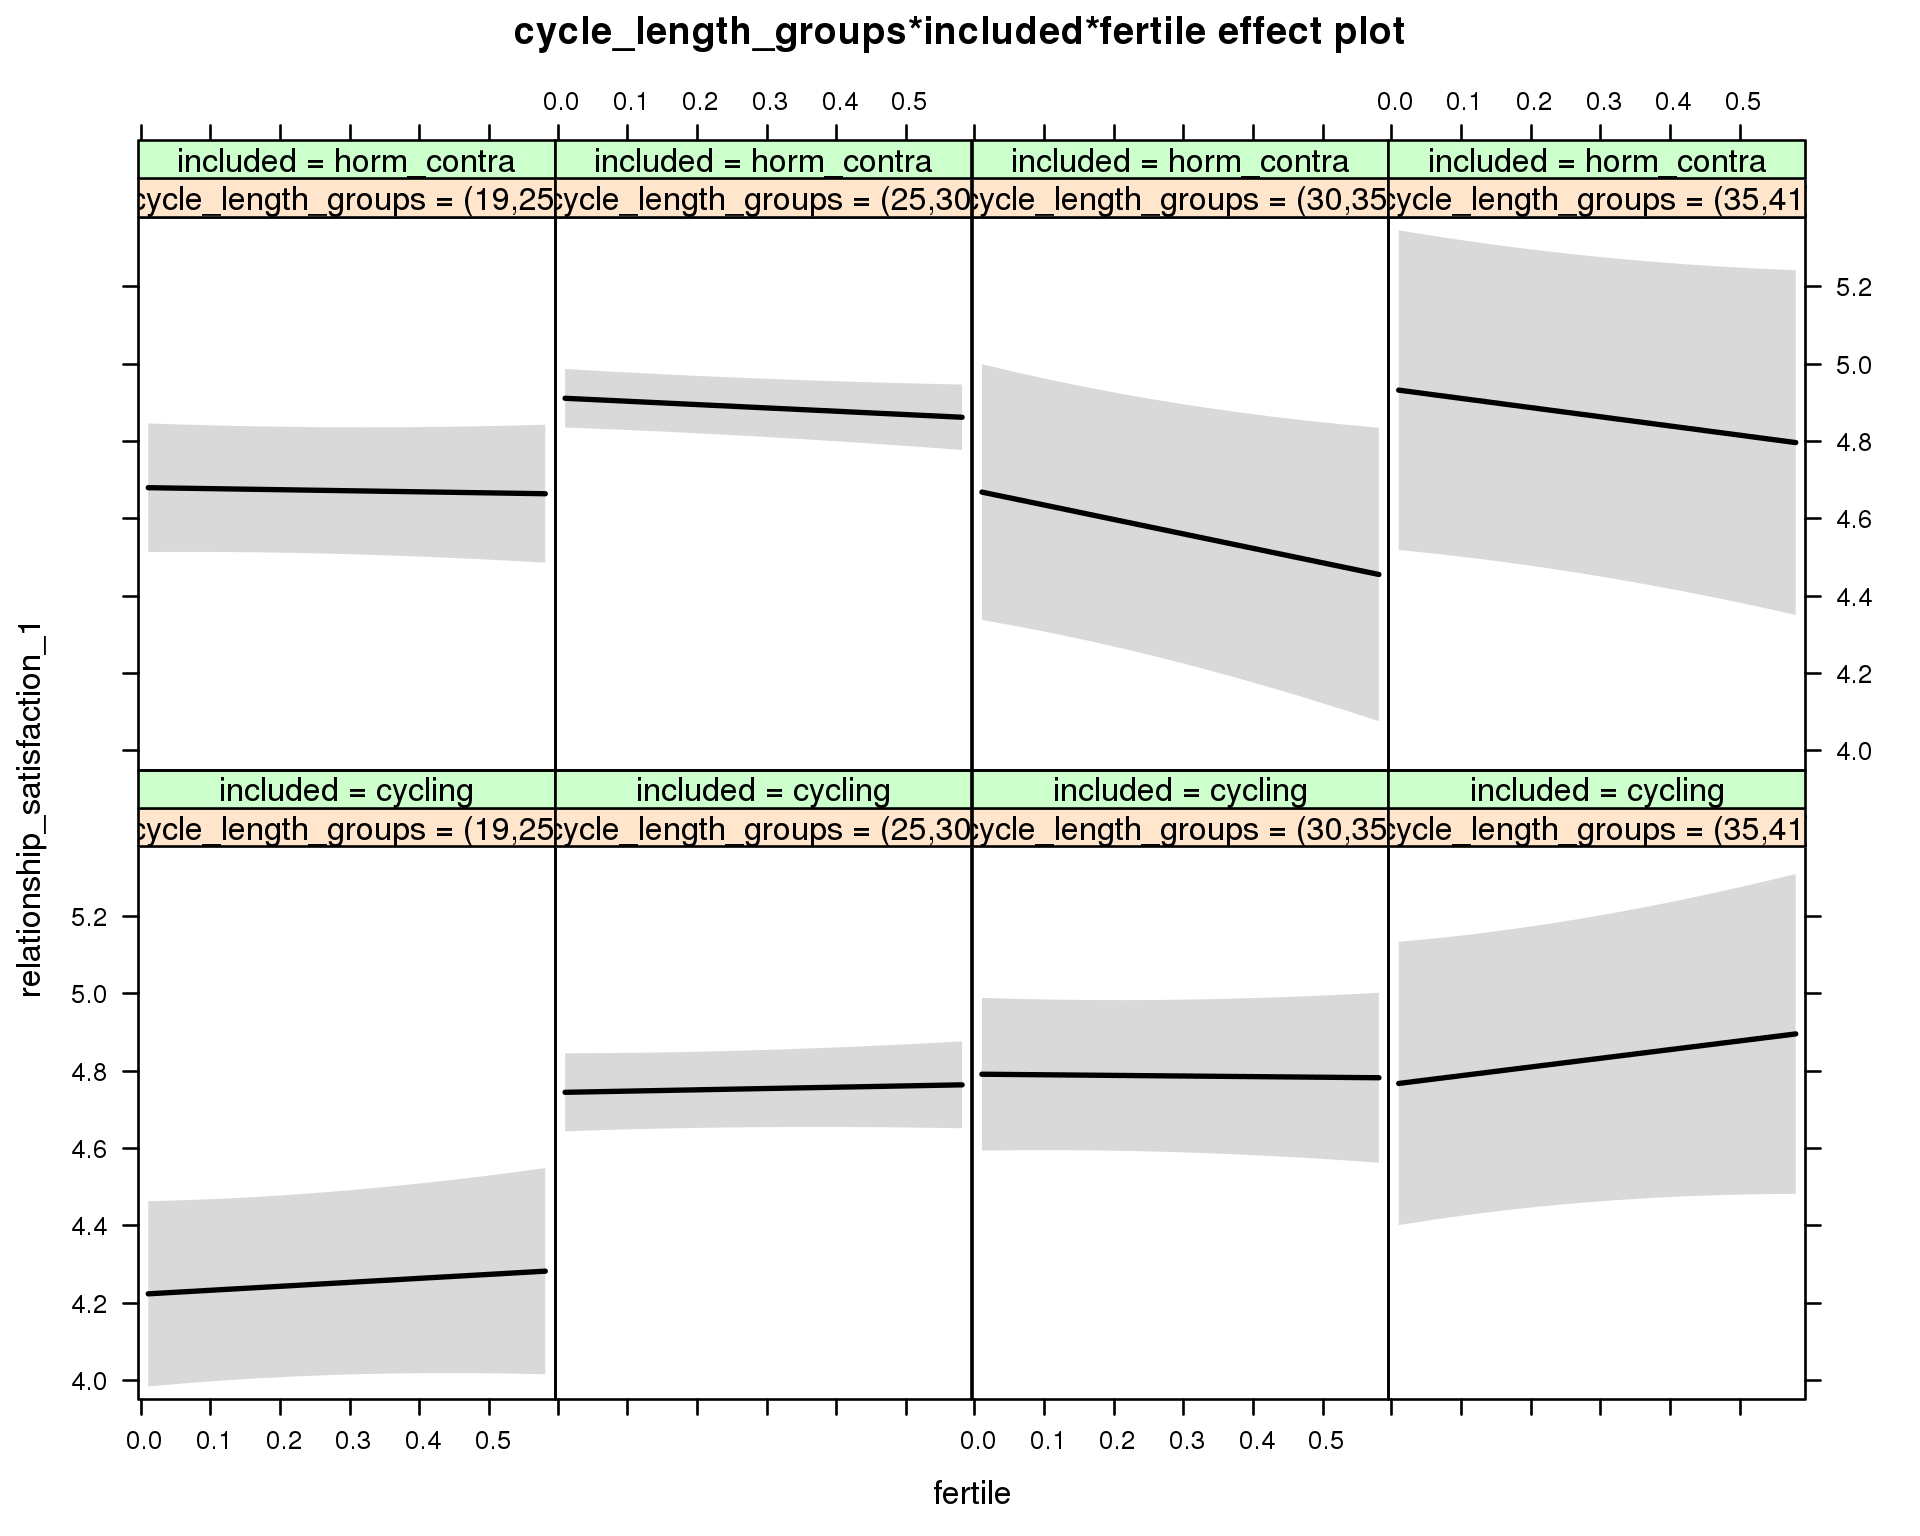 cycle_length_groups*included*fertile effect plot
0.0 0.1 0.2 0.3 0.4 0.5 0.0 0.1 0.2 0.3 0.4 0.5
included = horm_contra included = horm_contra included = horm_contra included = horm_contra
cycle_length_groups = (19,25 cycle_length_groups = (25,30 cycle_length_groups = (30,35 cycle_length_groups = (35,41
5.2
5.0
4.8
4.6
4.4
4.2
4.0
relationship_satisfaction_1
included = cycling included = cycling included = cycling included = cycling
cycle_length_groups = (19,25 cycle_length_groups = (25,30 cycle_length_groups = (30,35 cycle_length_groups = (35,41
5.2
5.0
4.8
4.6
4.4
4.2
4.0
0.0 0.1 0.2 0.3 0.4 0.5 0.0 0.1 0.2 0.3 0.4 0.5
fertile